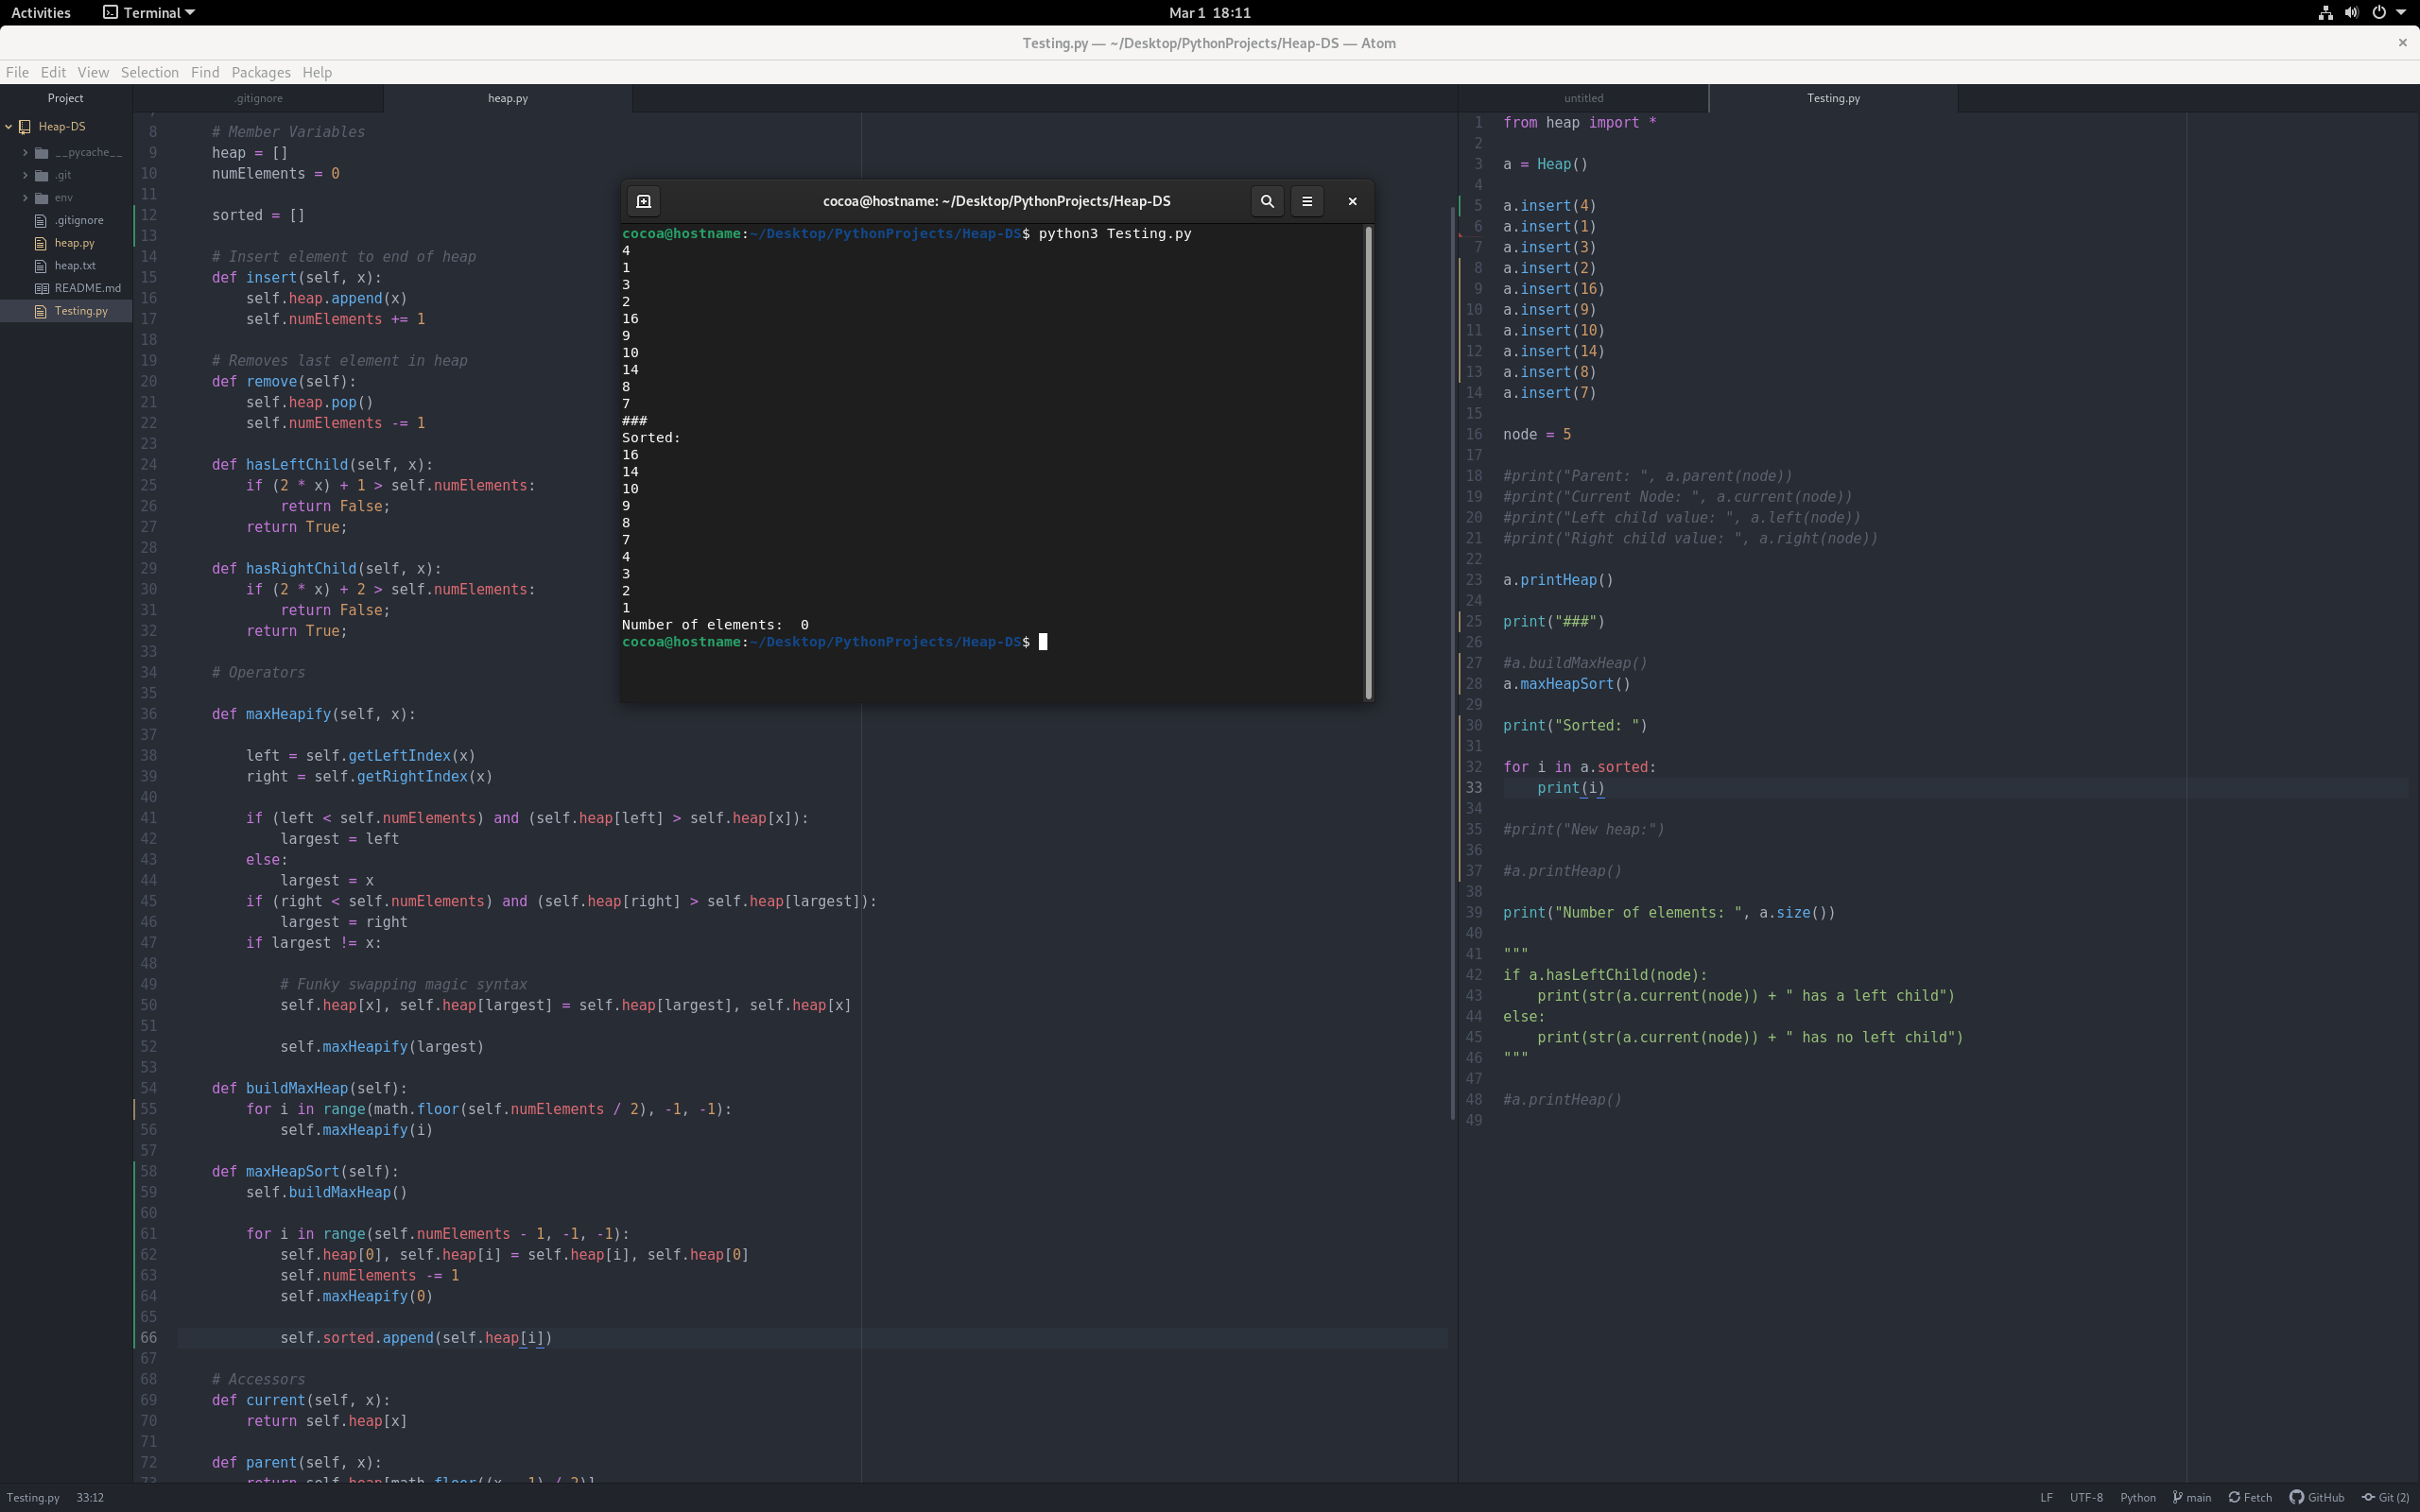 Activities Terminal Mar 1 18:11
Testing.py — ~/Desktop/PythonProjects/Heap-DS — Atom
File Edit View Selection Find Packages Help
Project
Heap-DS
__pycache__
.git
env
.gitignore
heap.py
heap.txt
README.md
Testing.py
.gitignore heap.py
8 # Member Variables
9 heap = []
10 numElements = 0
11
12 sorted = []
13
14 # Insert element to end of heap
15 def insert(self, x):
16 self.heap.append(x)
17 self.numElements += 1
18
19 # Removes last element in heap
20 def remove(self):
21 self.heap.pop()
22 self.numElements -= 1
23
24 def hasLeftChild(self, x):
25 if (2 * x) + 1 > self.numElements:
26 return False;
27 return True;
28
29 def hasRightChild(self, x):
30 if (2 * x) + 2 > self.numElements:
31 return False;
32 return True;
33
34 # Operators
35
36 def maxHeapify(self, x):
37
38 left = self.getLeftIndex(x)
39 right = self.getRightIndex(x)
40
41 if (left < self.numElements) and (self.heap[left] > self.heap[x]):
42 largest = left
43 else:
44 largest = x
45 if (right < self.numElements) and (self.heap[right] > self.heap[largest]):
46 largest = right
47 if largest != x:
48
49 # Funky swapping magic syntax
50 self.heap[x], self.heap[largest] = self.heap[largest], self.heap[x]
51
52 self.maxHeapify(largest)
53
54 def buildMaxHeap(self):
55 for i in range(math.floor(self.numElements / 2), -1, -1):
56 self.maxHeapify(i)
57
58 def maxHeapSort(self):
59 self.buildMaxHeap()
60
61 for i in range(self.numElements - 1, -1, -1):
62 self.heap[0], self.heap[i] = self.heap[i], self.heap[0]
63 self.numElements -= 1
64 self.maxHeapify(0)
65
66 self.sorted.append(self.heap[i])
67
68 # Accessors
69 def current(self, x):
70 return self.heap[x]
71
72 def parent(self, x):
73 return self.heap[math.floor((x - 1) / 2)]
cocoa@hostname: ~/Desktop/PythonProjects/Heap-DS
cocoa@hostname:~/Desktop/PythonProjects/Heap-DS$ python3 Testing.py
4
1
3
2
16
9
10
14
8
7
###
Sorted:
16
14
10
9
8
7
4
3
2
1
Number of elements:  0
cocoa@hostname:~/Desktop/PythonProjects/Heap-DS$
untitled Testing.py
1 from heap import *
2
3 a = Heap()
4
5 a.insert(4)
6 a.insert(1)
7 a.insert(3)
8 a.insert(2)
9 a.insert(16)
10 a.insert(9)
11 a.insert(10)
12 a.insert(14)
13 a.insert(8)
14 a.insert(7)
15
16 node = 5
17
18 #print("Parent: ", a.parent(node))
19 #print("Current Node: ", a.current(node))
20 #print("Left child value: ", a.left(node))
21 #print("Right child value: ", a.right(node))
22
23 a.printHeap()
24
25 print("###")
26
27 #a.buildMaxHeap()
28 a.maxHeapSort()
29
30 print("Sorted: ")
31
32 for i in a.sorted:
33 print(i)
34
35 #print("New heap:")
36
37 #a.printHeap()
38
39 print("Number of elements: ", a.size())
40
41 """
42 if a.hasLeftChild(node):
43 print(str(a.current(node)) + " has a left child")
44 else:
45 print(str(a.current(node)) + " has no left child")
46 """
47
48 #a.printHeap()
49
Testing.py 33:12 LF UTF-8 Python main Fetch GitHub Git (2)